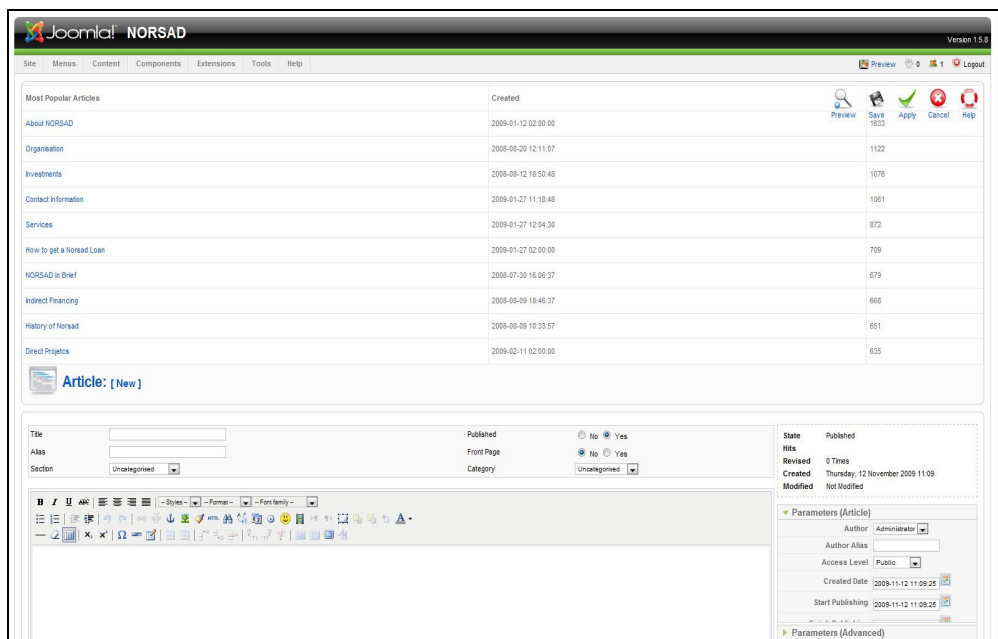 Joomla! NORSAD
Version 1.5.8
Site Menus Content Components Extensions Tools Help
Preview 0 1 Logout
Most Popular Articles Created
Preview Save Apply Cancel Help
About NORSAD 2009-01-12 02:00:00 1633
Organisation 2008-08-20 12:11:07 1122
Investments 2008-08-12 18:50:48 1076
Contact Information 2009-01-27 11:18:48 1061
Services 2009-01-27 12:04:30 872
How to get a Norsad Loan 2009-01-27 02:00:00 709
NORSAD in Brief 2008-07-30 16:06:37 679
Indirect Financing 2008-08-09 18:46:37 668
History of Norsad 2008-08-09 10:33:57 651
Direct Projetcs 2009-02-11 02:00:00 635
Article: [ New ]
Title Published No Yes
Alias Front Page No Yes
Section Uncategorised Category Uncategorised
State Published
Hits
Revised 0 Times
Created Thursday, 12 November 2009 11:09
Modified Not Modified
B I U ABC -- Styles -- -- Format -- -- Font family --
Parameters (Article)
Author Administrator
Author Alias
Access Level Public
Created Date 2009-11-12 11:09:25
Start Publishing 2009-11-12 11:09:25
Parameters (Advanced)